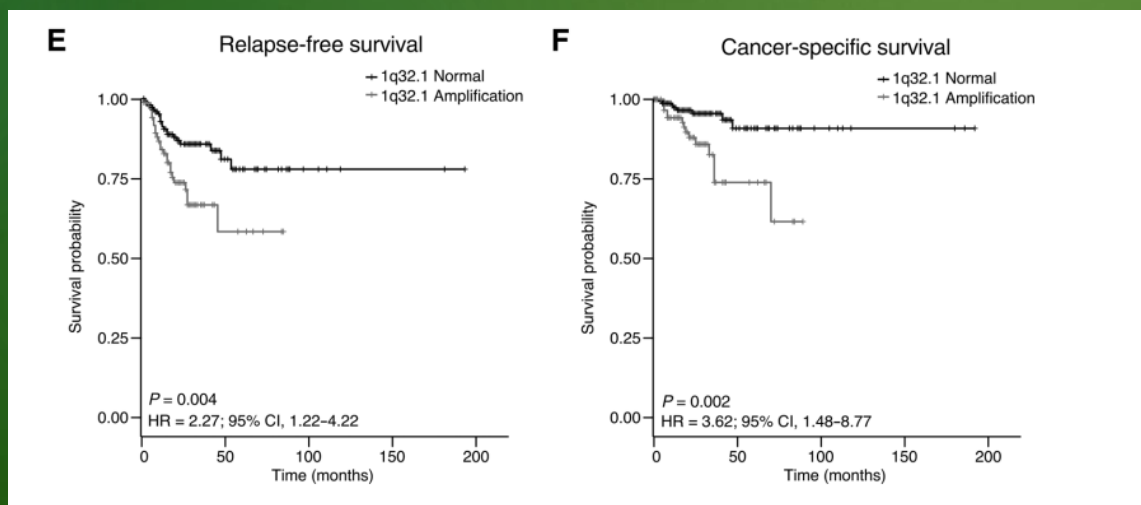 E
Relapse-free survival
1q32.1 Normal
1q32.1 Amplification
1.00
0.75
0.50
0.25
0.00
Survival probability
P = 0.004
HR = 2.27; 95% CI, 1.22–4.22
0 50 100 150 200
Time (months)
F
Cancer-specific survival
1q32.1 Normal
1q32.1 Amplification
1.00
0.75
0.50
0.25
0.00
Survival probability
P = 0.002
HR = 3.62; 95% CI, 1.48–8.77
0 50 100 150 200
Time (months)